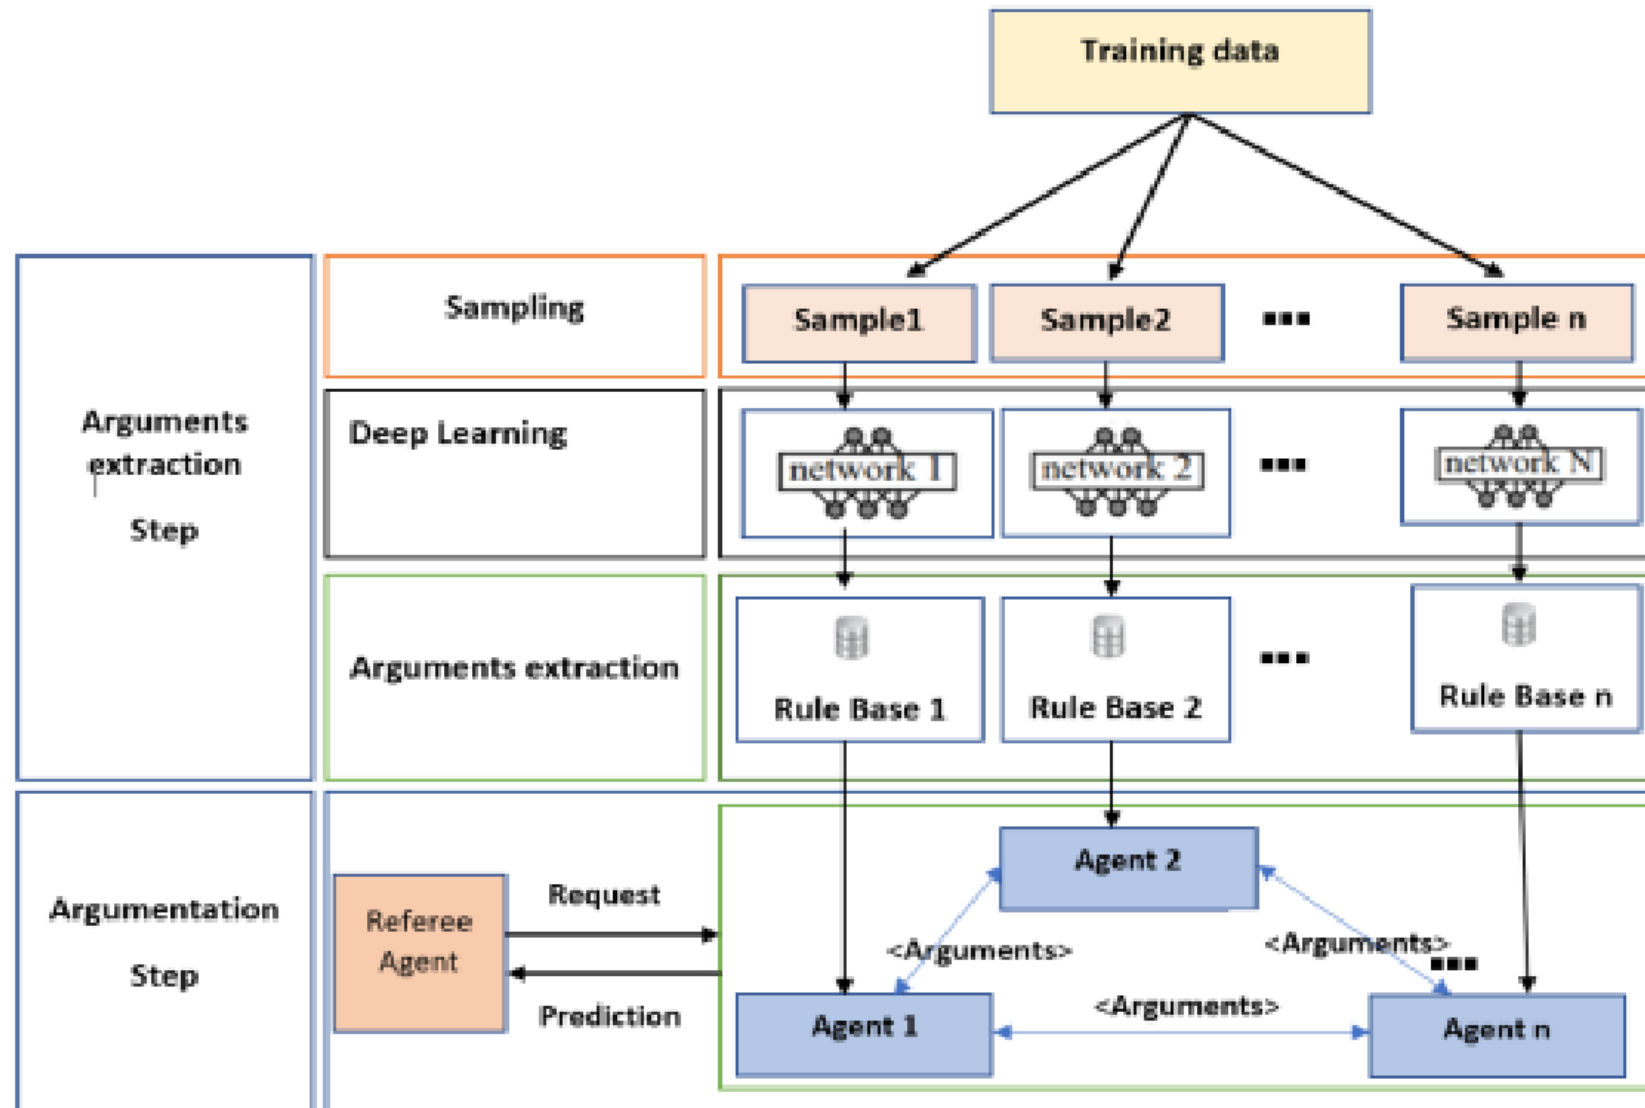 Training data
Sampling
Sample1
Sample2
...
Sample n
Arguments
extraction
Step
Deep Learning
network 1
network 2
...
network N
Arguments extraction
Rule Base 1
Rule Base 2
...
Rule Base n
Argumentation
Step
Referee
Agent
Request
Prediction
Agent 2
<Arguments>
<Arguments>
...
<Arguments>
Agent 1
Agent n